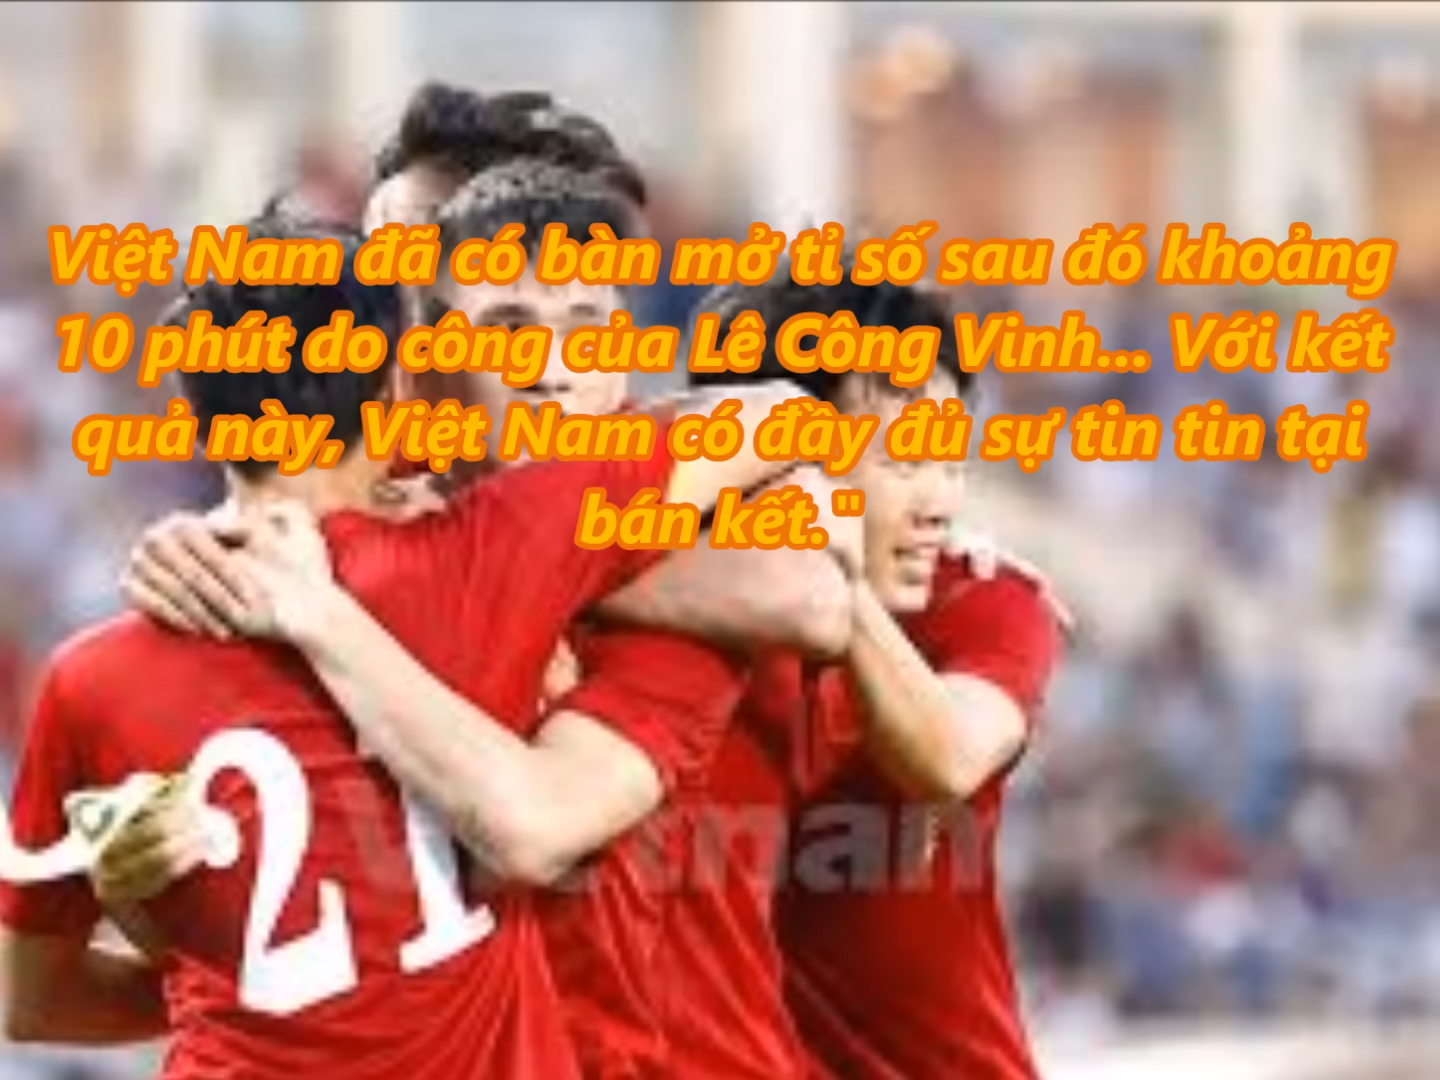 Việt Nam đã có bàn mở tỉ số sau đó khoảng
10 phút do công của Lê Công Vinh... Với kết
quả này, Việt Nam có đầy đủ sự tin tin tại
bán kết."
21